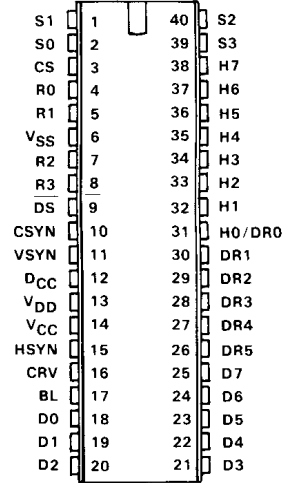 S1 1 40 S2
S0 2 39 S3
CS 3 38 H7
R0 4 37 H6
R1 5 36 H5
VSS 6 35 H4
R2 7 34 H3
R3 8 33 H2
DS 9 32 H1
CSYN 10 31 H0/DR0
VSYN 11 30 DR1
DCC 12 29 DR2
VDD 13 28 DR3
VCC 14 27 DR4
HSYN 15 26 DR5
CRV 16 25 D7
BL 17 24 D6
D0 18 23 D5
D1 19 22 D4
D2 20 21 D3